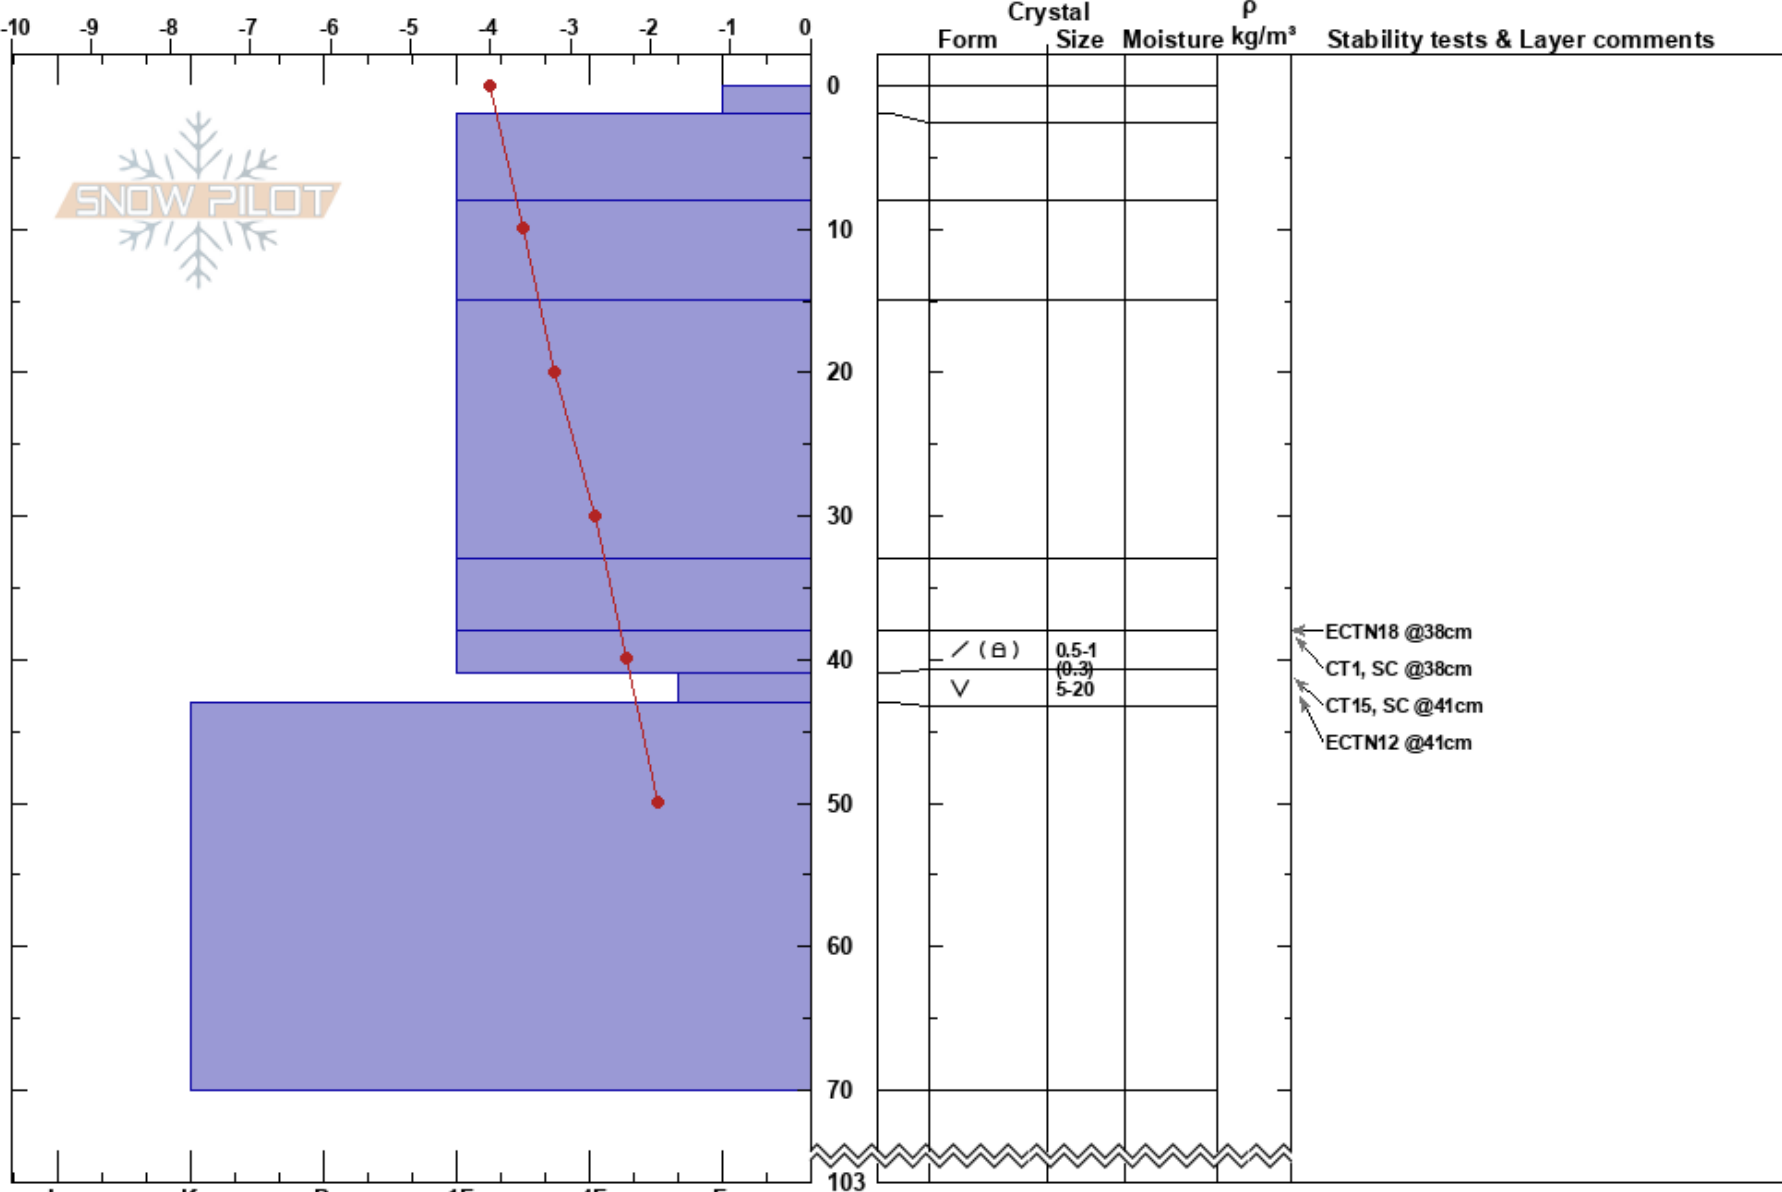 Crystal ρ
-10 -9 -8 -7 -6 -5 -4 -3 -2 -1 0
Form Size Moisture kg/m³ Stability tests & Layer comments
0
SNOW PILOT
10
20
30
ECTN18 @38cm
40
/ (⩍) 0.5-1
(0.3)
CT1, SC @38cm
V 5-20
CT15, SC @41cm
ECTN12 @41cm
50
60
70
103